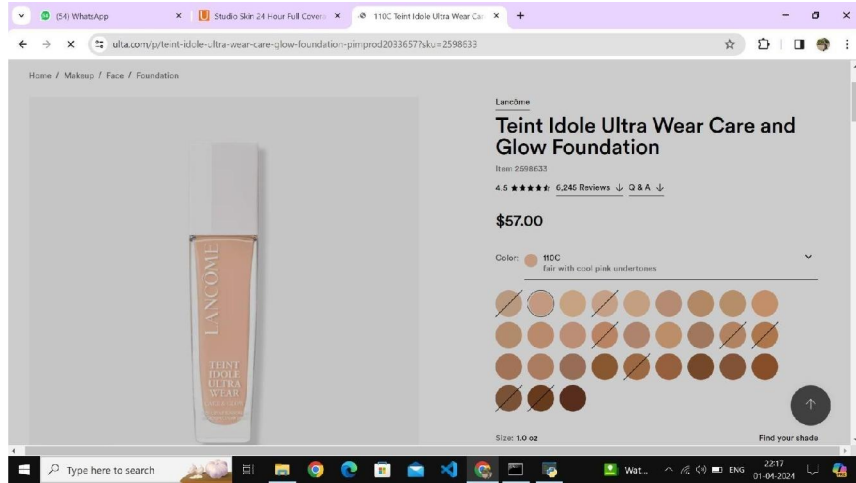 (54) WhatsApp
Studio Skin 24 Hour Full Covera
110C Teint Idole Ultra Wear Car
ulta.com/p/teint-idole-ultra-wear-care-glow-foundation-pimprod2033657?sku=2598633
Home / Makeup / Face / Foundation
Lancôme
Teint Idole Ultra Wear Care and
Glow Foundation
Item 2598633
4.5 ★★★★★ 6,245 Reviews ↓ Q & A ↓
$57.00
Color: 110C
fair with cool pink undertones
LANCOME
TEINT
IDOLE
ULTRA
WEAR
Size: 1.0 oz
Find your shade
Type here to search
Wat...
ENG
22:17
01-04-2024